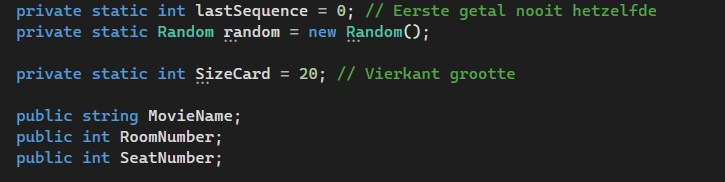 private static int lastSequence = 0; // Eerste getal nooit hetzelfde
private static Random random = new Random();
private static int SizeCard = 20; // Vierkant grootte
public string MovieName;
public int RoomNumber;
public int SeatNumber;